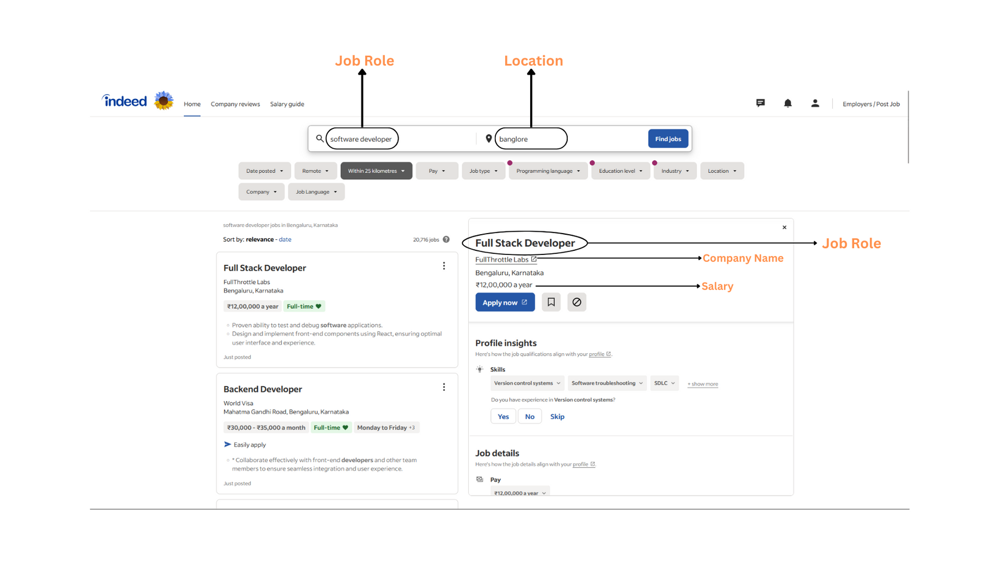 Job Role
Location
indeed
Home
Company reviews
Salary guide
Employers / Post Job
software developer
banglore
Find jobs
Date posted
Remote
Within 25 kilometres
Pay
Job type
Programming language
Education level
Industry
Location
Company
Job Language
software developer jobs in Bengaluru, Karnataka
Sort by: relevance - date
20,716 jobs ?
Full Stack Developer
FullThrottle Labs
Bengaluru, Karnataka
₹12,00,000 a year
Full-time
Proven ability to test and debug software applications.
Design and implement front-end components using React, ensuring optimal
user interface and experience.
Just posted
Backend Developer
World Visa
Mahatma Gandhi Road, Bengaluru, Karnataka
₹30,000 - ₹35,000 a month
Full-time
Monday to Friday +3
Easily apply
* Collaborate effectively with front-end developers and other team
members to ensure seamless integration and user experience.
Just posted
Full Stack Developer
Job Role
FullThrottle Labs
Company Name
Bengaluru, Karnataka
₹12,00,000 a year
Salary
Apply now
Profile insights
Here's how the job qualifications align with your profile.
Skills
Version control systems
Software troubleshooting
SDLC
+ show more
Do you have experience in Version control systems?
Yes
No
Skip
Job details
Here's how the job details align with your profile.
Pay
₹12,00,000 a year